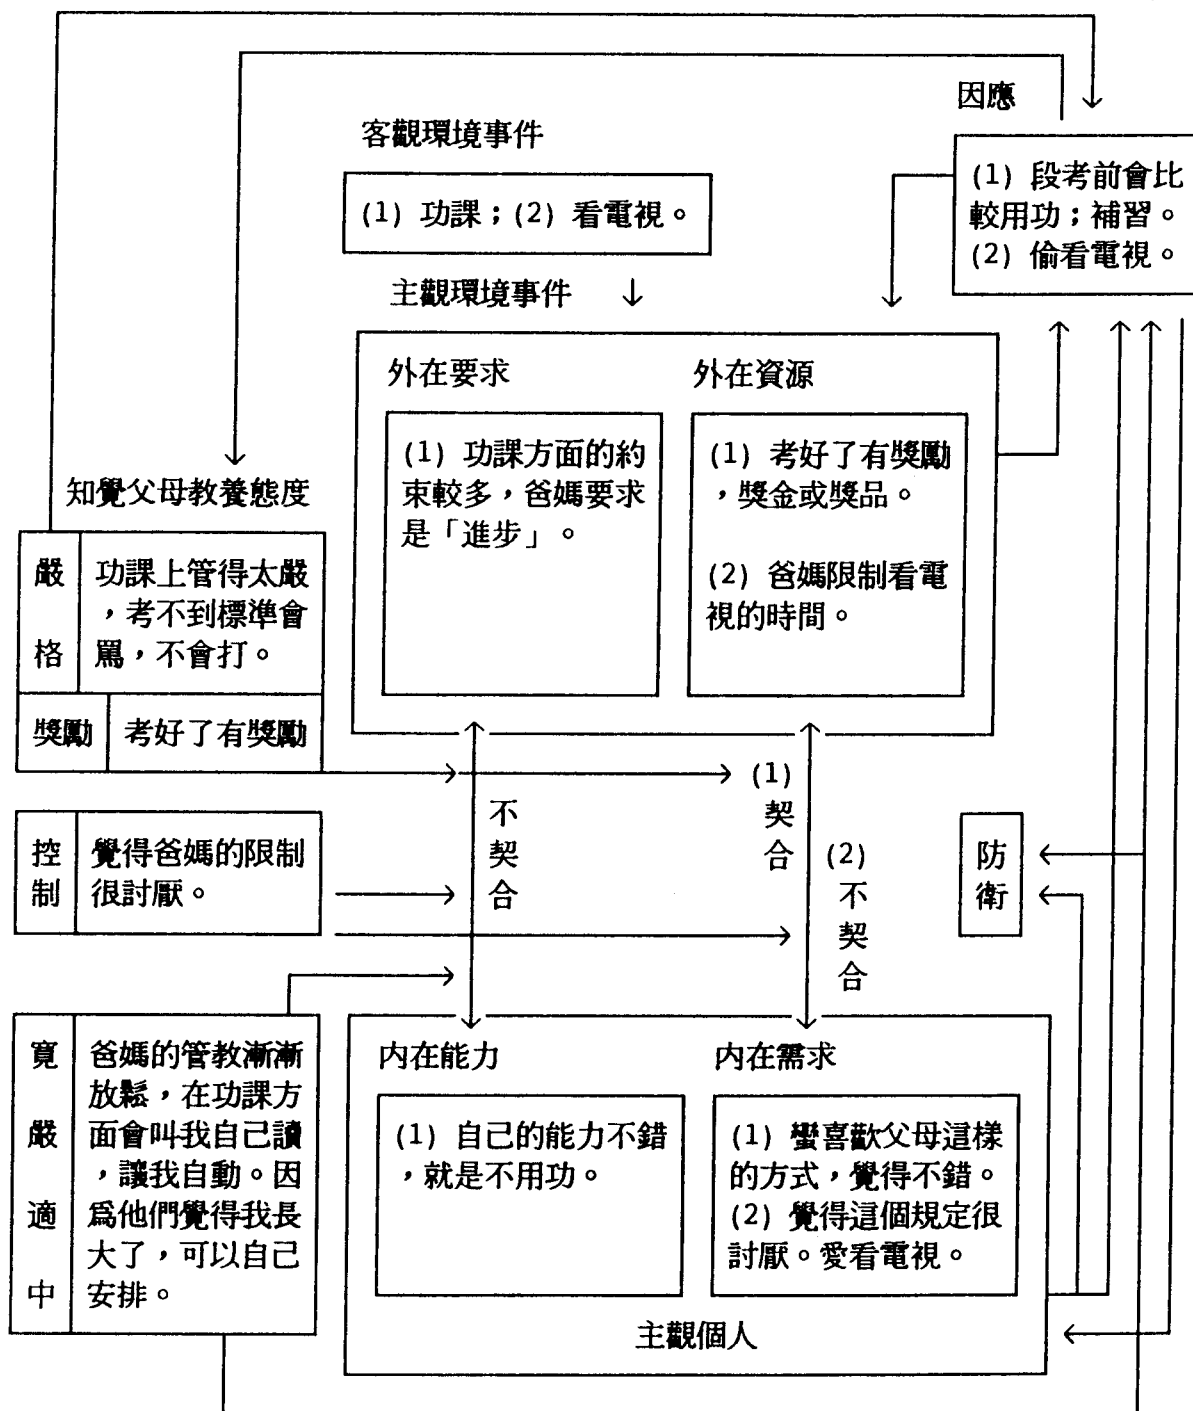 因應
(1) 段考前會比
較用功；補習。
(2) 偷看電視。
客觀環境事件
(1) 功課；(2) 看電視。
主觀環境事件
外在要求
(1) 功課方面的約
束較多，爸媽要求
是「進步」。
外在資源
(1) 考好了有獎勵
，獎金或獎品。
(2) 爸媽限制看電
視的時間。
知覺父母教養態度
嚴格
功課上管得太嚴
，考不到標準會
罵，不會打。
獎勵
考好了有獎勵
控制
覺得爸媽的限制
很討厭。
寬嚴適中
爸媽的管教漸漸
放鬆，在功課方
面會叫我自己讀
，讓我自動。因
爲他們覺得我長
大了，可以自己
安排。
不契合
(1)
契合
(2)
不契合
防衛
內在能力
(1) 自己的能力不錯
，就是不用功。
內在需求
(1) 蠻喜歡父母這樣
的方式，覺得不錯。
(2) 覺得這個規定很
討厭。愛看電視。
主觀個人